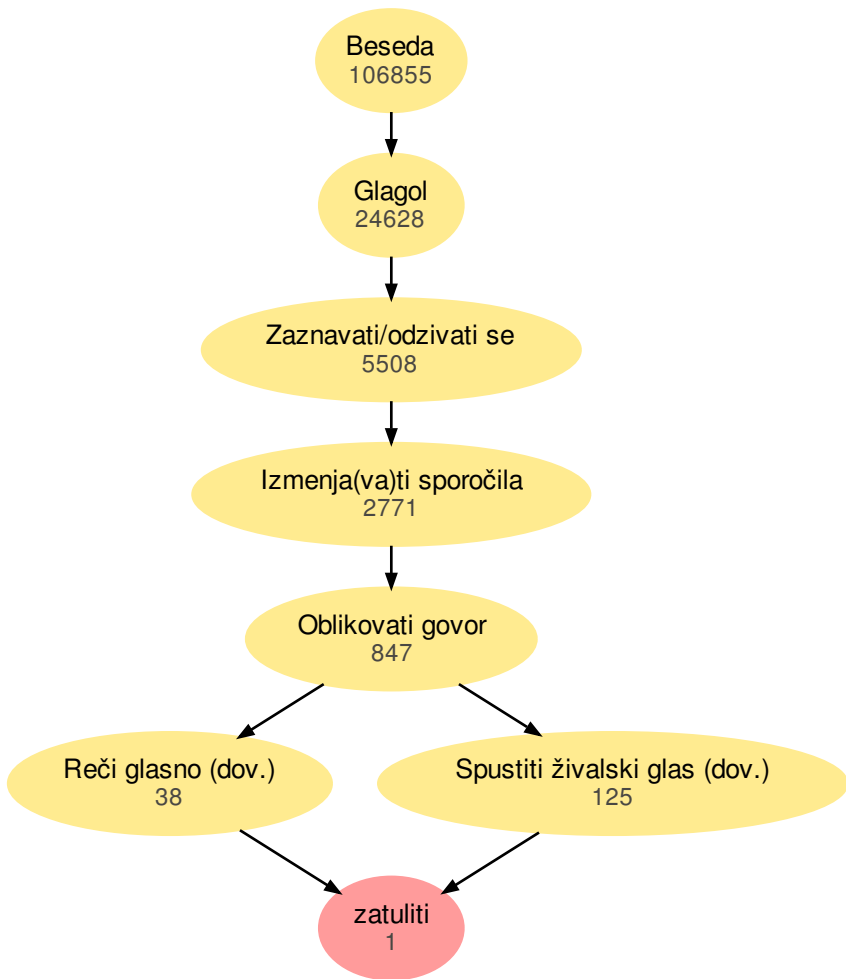 Beseda
106855
Glagol
24628
Zaznavati/odzivati se
5508
Izmenja(va)ti sporočila
2771
Oblikovati govor
847
Reči glasno (dov.)
38
Spustiti živalski glas (dov.)
125
zatuliti
1